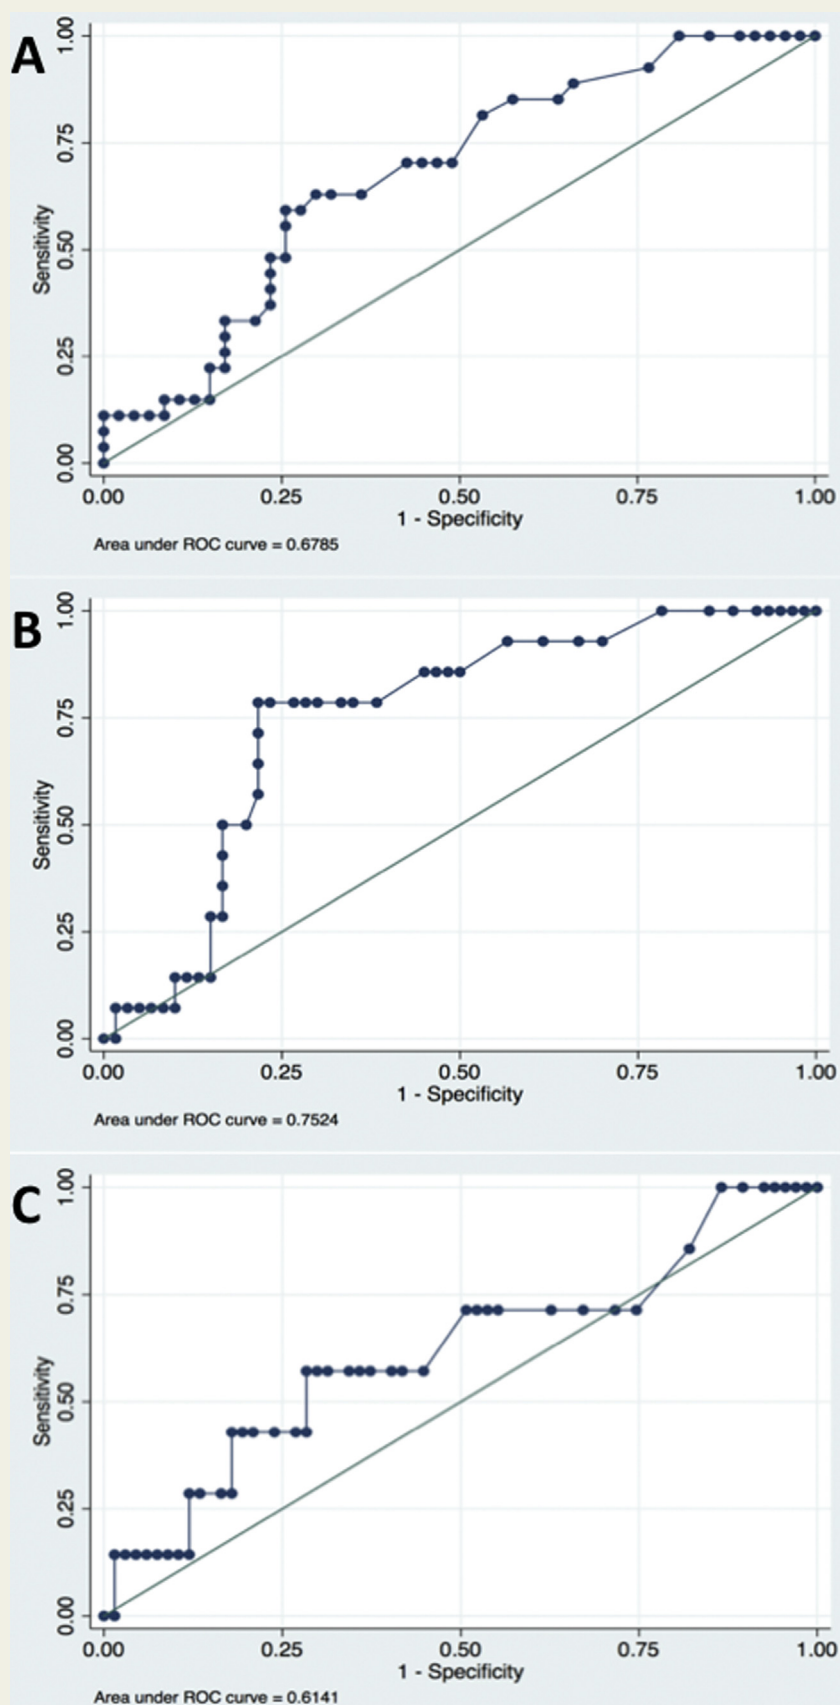 A
1.00
0.75
0.50
0.25
0.00
Sensitivity
0.00 0.25 0.50 0.75 1.00
1 - Specificity
Area under ROC curve = 0.6785
B
1.00
0.75
0.50
0.25
0.00
Sensitivity
0.00 0.25 0.50 0.75 1.00
1 - Specificity
Area under ROC curve = 0.7524
C
1.00
0.75
0.50
0.25
0.00
Sensitivity
0.00 0.25 0.50 0.75 1.00
1 - Specificity
Area under ROC curve = 0.6141